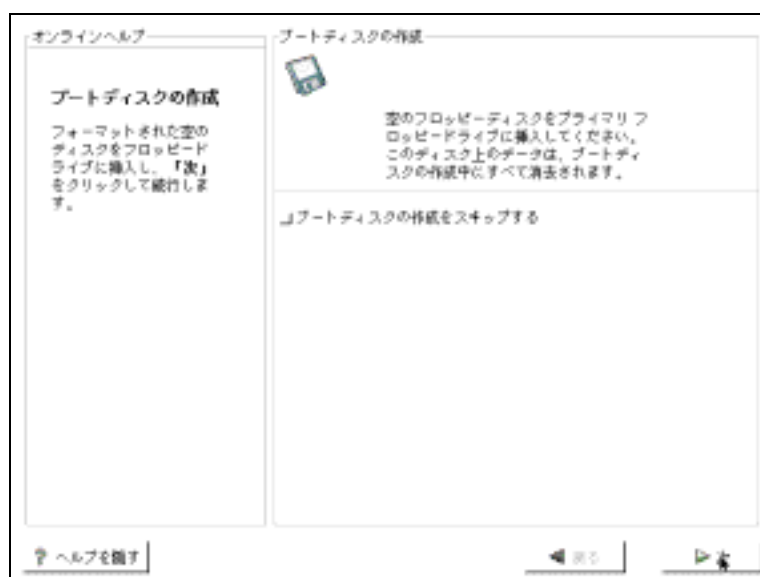 オンラインヘルプ
ブートディスクの作成
フォーマットされた空の
ディスクをフロッピード
ライブに挿入し、「次」
をクリックして続行しま
す。
ブートディスクの作成
空のフロッピーディスクをプライマリ フ
ロッピードライブに挿入してください。
このディスク上のデータは、ブートディ
スクの作成中にすべて消去されます。
ブートディスクの作成をスキップする
? ヘルプを隠す
戻る
次